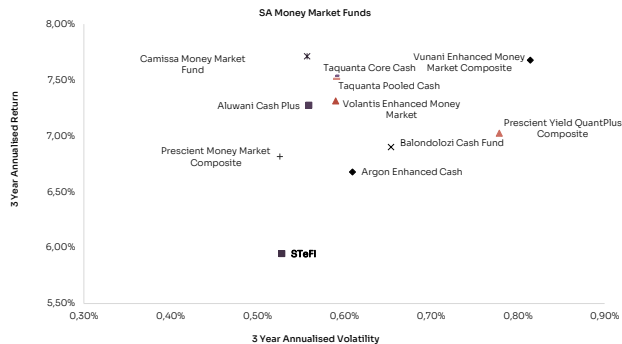 SA Money Market Funds
8,00%
7,50%
7,00%
6,50%
6,00%
5,50%
3 Year Annualised Return
Camissa Money Market
Fund
Taquanta Core Cash
Vunani Enhanced Money
Market Composite
Taquanta Pooled Cash
Aluwani Cash Plus
Volantis Enhanced Money
Market
Prescient Yield QuantPlus
Composite
Prescient Money Market
Composite
Balondolozi Cash Fund
Argon Enhanced Cash
STeFI
0,30%
0,40%
0,50%
0,60%
0,70%
0,80%
0,90%
3 Year Annualised Volatility